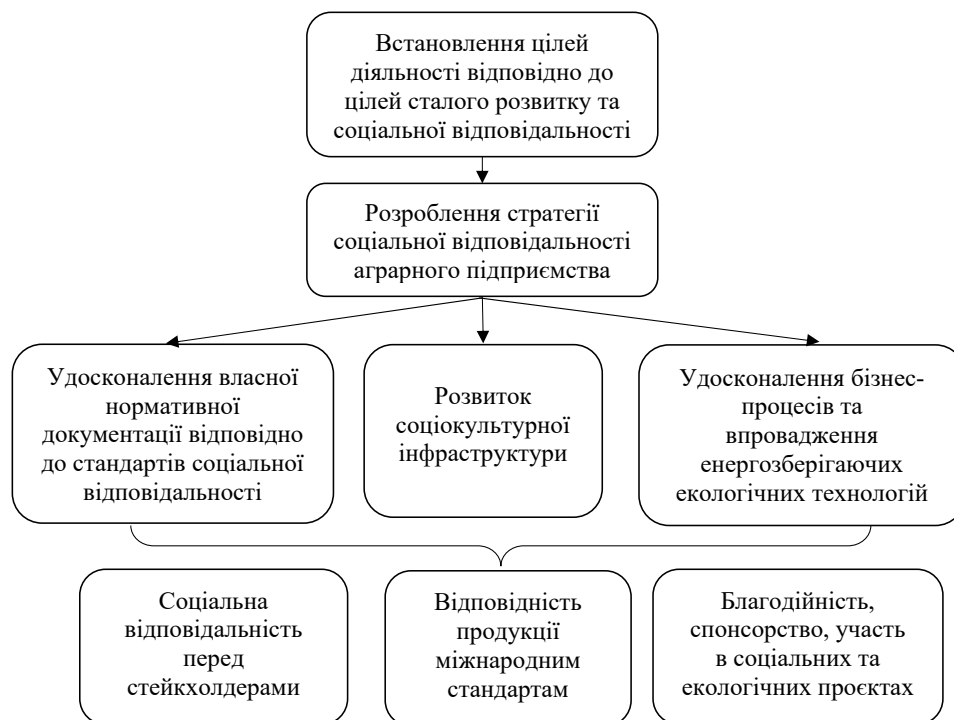 Встановлення цілей
діяльності відповідно до
цілей сталого розвитку та
соціальної відповідальності
Розроблення стратегії
соціальної відповідальності
аграрного підприємства
Удосконалення власної
нормативної
документації відповідно
до стандартів соціальної
відповідальності
Розвиток
соціокультурної
інфраструктури
Удосконалення бізнес-
процесів та
впровадження
енергозберігаючих
екологічних технологій
Соціальна
відповідальність
перед
стейкхолдерами
Відповідність
продукції
міжнародним
стандартам
Благодійність,
спонсорство, участь
в соціальних та
екологічних проєктах